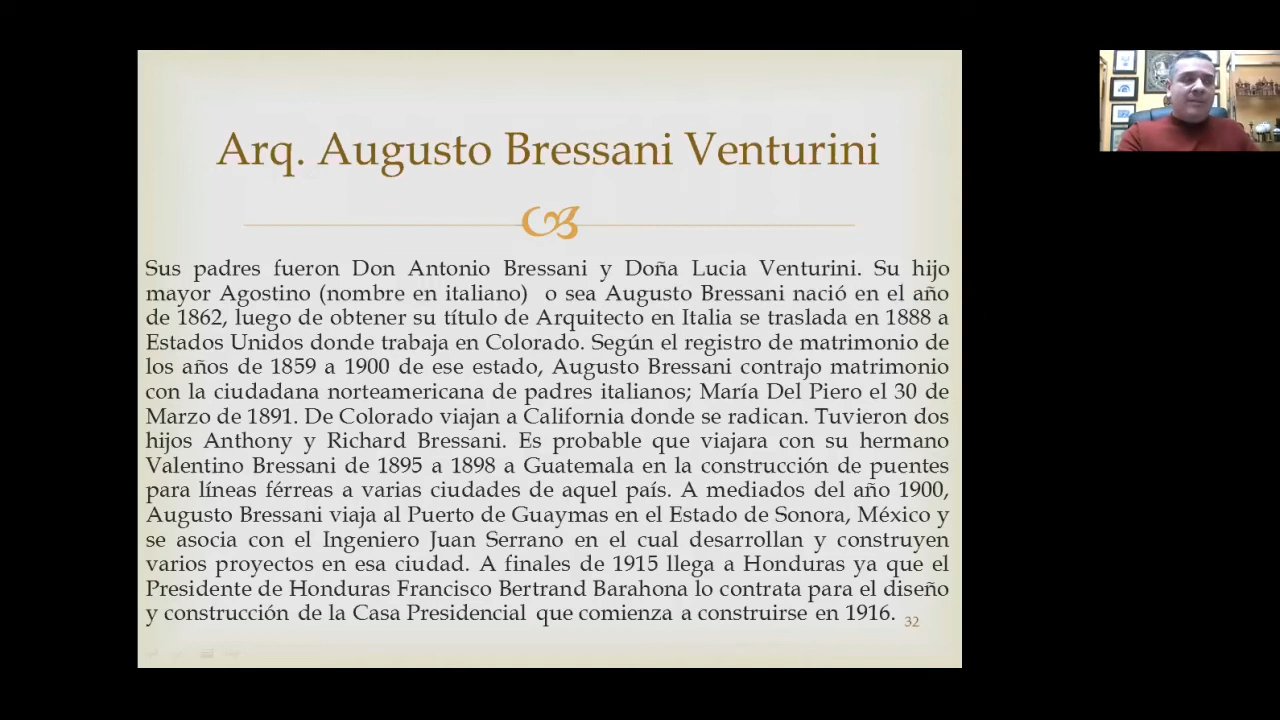 Arq. Augusto Bressani Venturini
Sus padres fueron Don Antonio Bressani y Doña Lucia Venturini. Su hijo
mayor Agostino (nombre en italiano) o sea Augusto Bressani nació en el año
de 1862, luego de obtener su título de Arquitecto en Italia se traslada en 1888 a
Estados Unidos donde trabaja en Colorado. Según el registro de matrimonio de
los años de 1859 a 1900 de ese estado, Augusto Bressani contrajo matrimonio
con la ciudadana norteamericana de padres italianos; María Del Piero el 30 de
Marzo de 1891. De Colorado viajan a California donde se radican. Tuvieron dos
hijos Anthony y Richard Bressani. Es probable que viajara con su hermano
Valentino Bressani de 1895 a 1898 a Guatemala en la construcción de puentes
para líneas férreas a varias ciudades de aquel país. A mediados del año 1900,
Augusto Bressani viaja al Puerto de Guaymas en el Estado de Sonora, México y
se asocia con el Ingeniero Juan Serrano en el cual desarrollan y construyen
varios proyectos en esa ciudad. A finales de 1915 llega a Honduras ya que el
Presidente de Honduras Francisco Bertrand Barahona lo contrata para el diseño
y construcción de la Casa Presidencial que comienza a construirse en 1916.
32